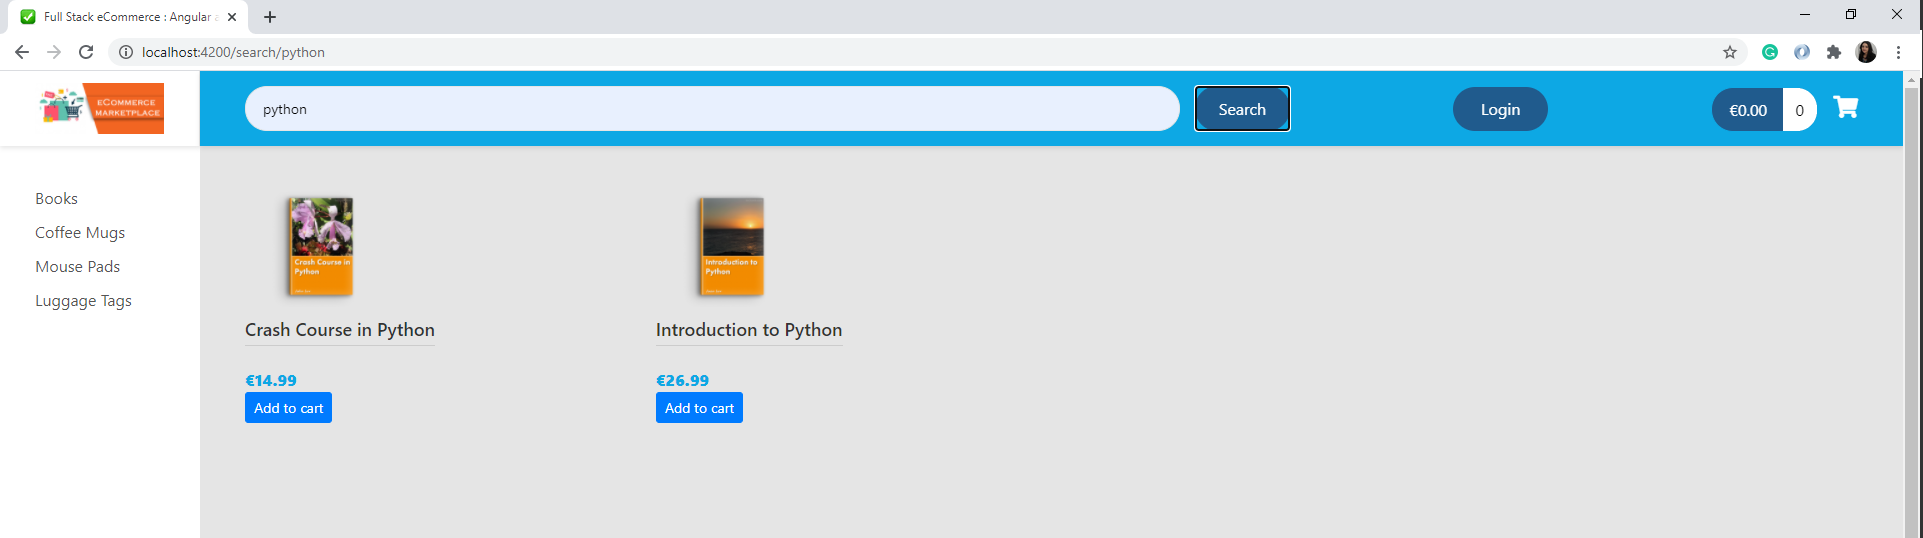 Full Stack eCommerce : Angular a
localhost:4200/search/python
eCommerce
Marketplace
python
Search
Login
€0.00
0
Books
Coffee Mugs
Mouse Pads
Luggage Tags
Crash Course in
Python
Introduction to
Python
Crash Course in Python
Introduction to Python
€14.99
€26.99
Add to cart
Add to cart